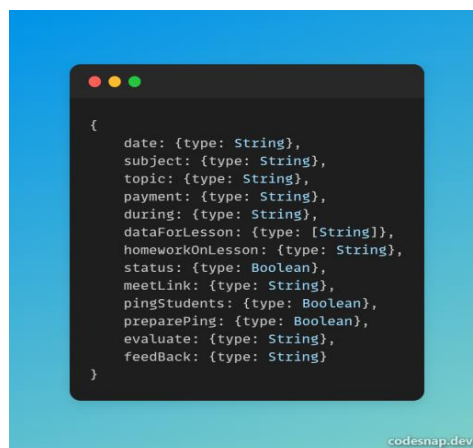 {
    date: {type: String},
    subject: {type: String},
    topic: {type: String},
    payment: {type: String},
    during: {type: String},
    dataForLesson: {type: [String]},
    homeworkOnLesson: {type: String},
    status: {type: Boolean},
    meetLink: {type: String},
    pingStudents: {type: Boolean},
    preparePing: {type: Boolean},
    evaluate: {type: String},
    feedBack: {type: String}
}
codesnap.dev